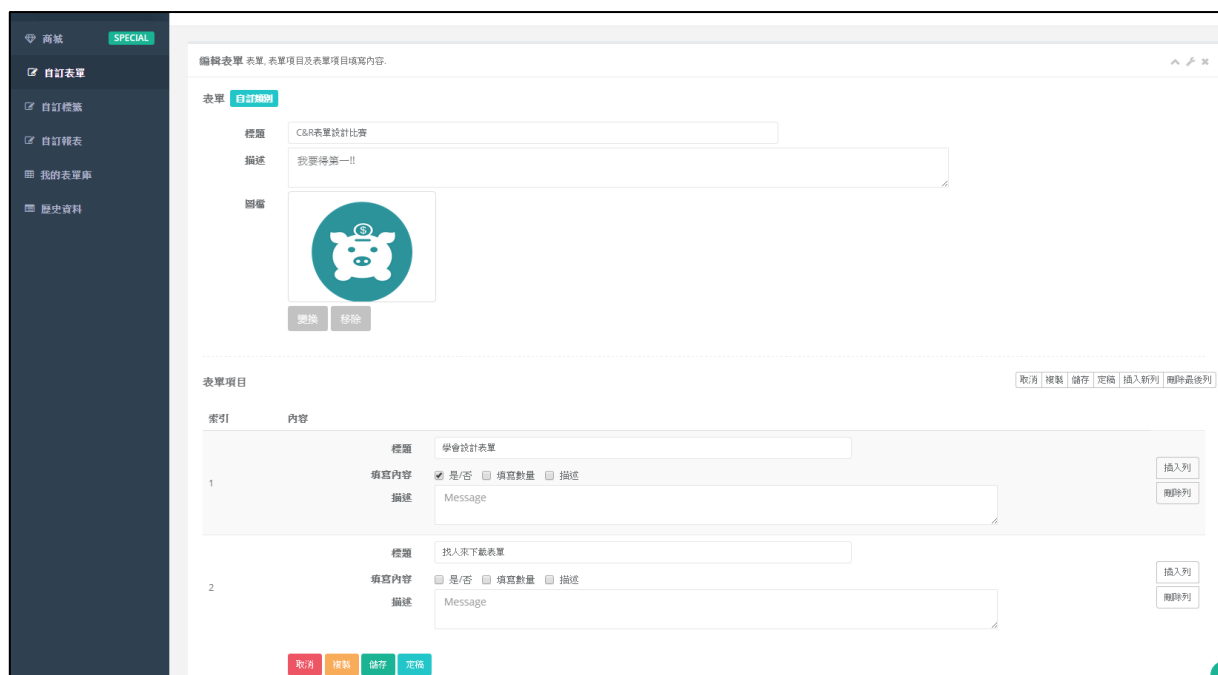 商城 SPECIAL
自訂表單
自訂標籤
自訂報表
我的表單庫
歷史資料
編輯表單 表單, 表單項目及表單項目填寫內容.
表單 自訂類別
標題 C&R表單設計比賽
描述 我要得第一!!
圖檔
$
變換 移除
表單項目 取消 複製 儲存 定稿 插入新列 刪除最後列
索引 內容
標題 學會設計表單
1 填寫內容 是/否 填寫數量 描述 插入列
描述 Message 刪除列
標題 找人來下載表單
2 填寫內容 是/否 填寫數量 描述 插入列
描述 Message 刪除列
取消 複製 儲存 定稿